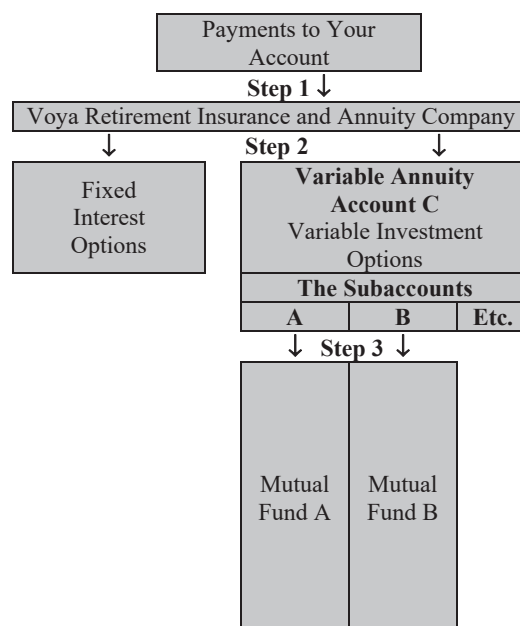 Payments to Your
Account
Step 1
Voya Retirement Insurance and Annuity Company
Step 2
Fixed
Interest
Options
Variable Annuity
Account C
Variable Investment
Options
The Subaccounts
A B Etc.
Step 3
Mutual
Fund A
Mutual
Fund B